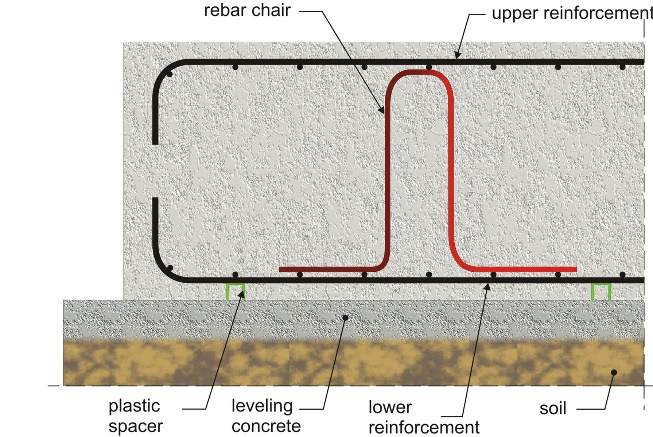 rebar chair
upper reinforcement
plastic
spacer
leveling
concrete
lower
reinforcement
soil